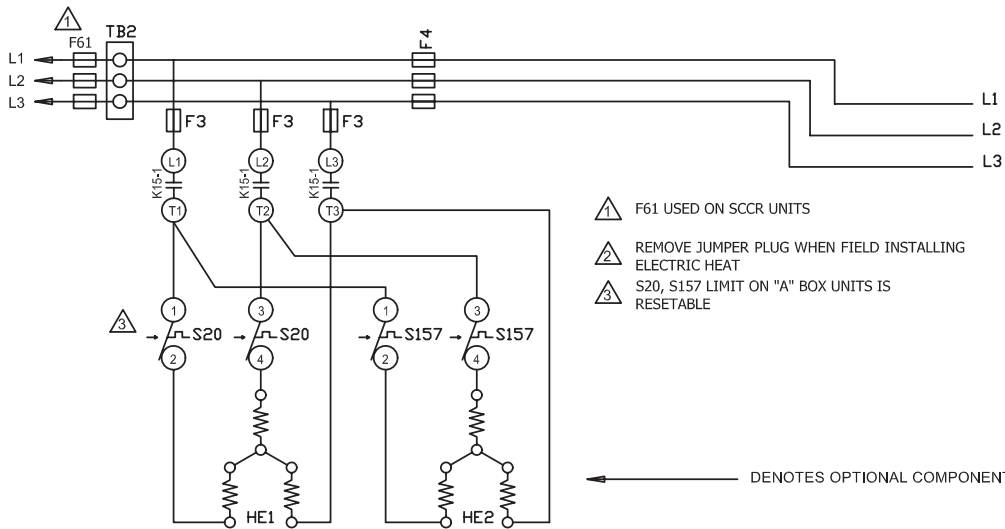 1
F61
TB2
F4
L1
L2
L3
F3
F3
F3
L1
L2
L3
L1
L2
L3
K15-1
K15-1
K15-1
T1
T2
T3
1
F61 USED ON SCCR UNITS
2
REMOVE JUMPER PLUG WHEN FIELD INSTALLING
ELECTRIC HEAT
3
S20, S157 LIMIT ON "A" BOX UNITS IS
RESETABLE
3
1
3
1
3
S20
S20
S157
S157
2
4
2
4
HE1
HE2
DENOTES OPTIONAL COMPONEN